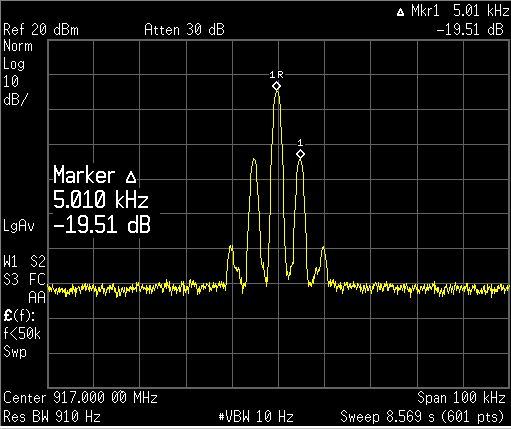 Δ Mkr1 5.01 kHz
Ref 20 dBm Atten 30 dB -19.51 dB
Norm
Log
10
dB/
1R
1
Marker Δ
5.010 kHz
-19.51 dB
LgAv
W1 S2
S3 FC
AA
£(f):
f<50k
Swp
Center 917.000 00 MHz Span 100 kHz
Res BW 910 Hz #VBW 10 Hz Sweep 8.569 s (601 pts)